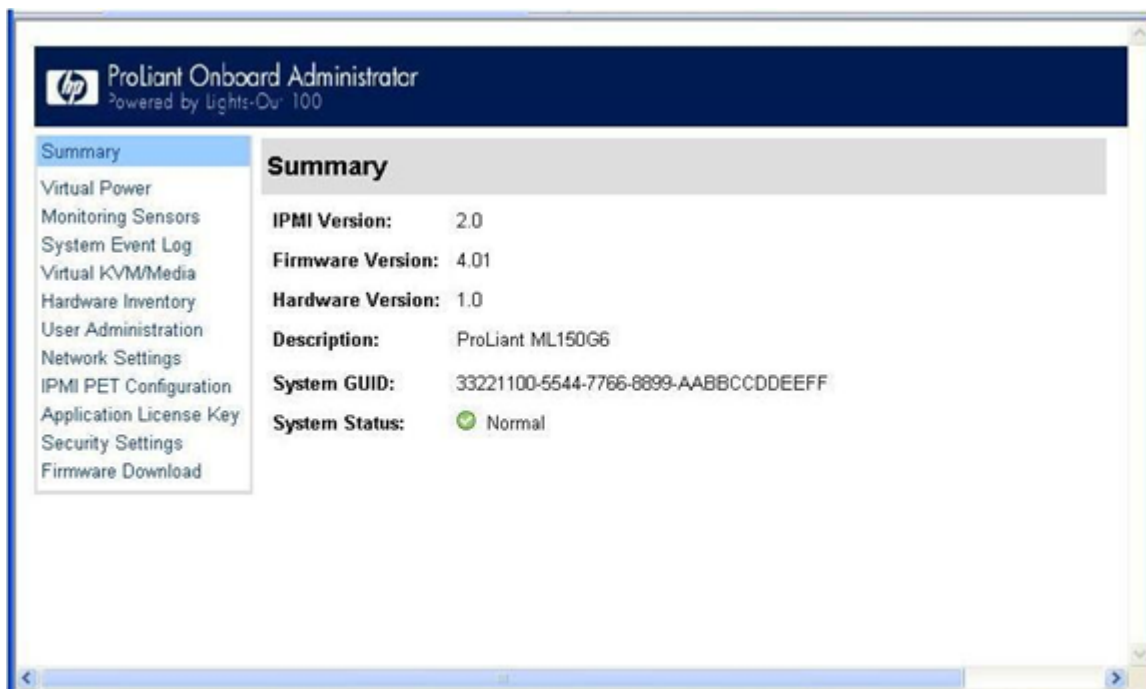 hp
ProLiant Onboard Administrator
Powered by Lights-Out 100
Summary
Virtual Power
Monitoring Sensors
System Event Log
Virtual KVM/Media
Hardware Inventory
User Administration
Network Settings
IPMI PET Configuration
Application License Key
Security Settings
Firmware Download
Summary
IPMI Version: 2.0
Firmware Version: 4.01
Hardware Version: 1.0
Description: ProLiant ML150G6
System GUID: 33221100-5544-7766-8899-AABBCCDDEEFF
System Status: Normal